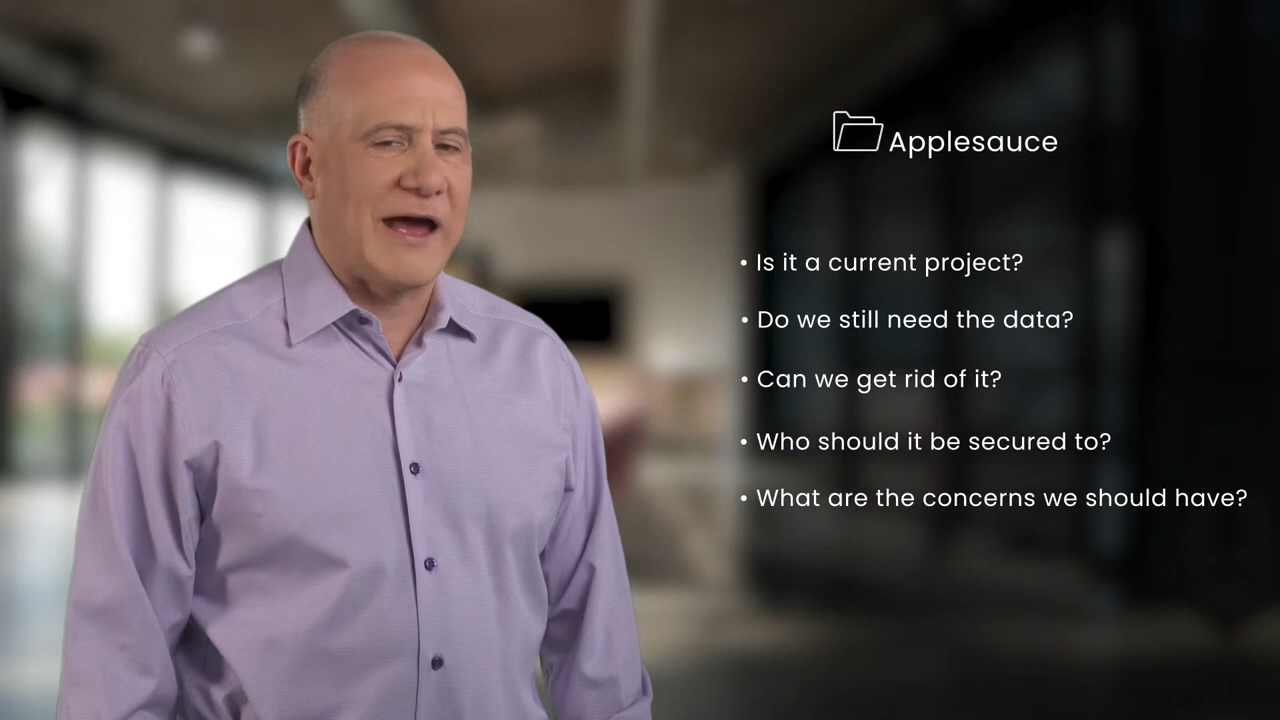 Applesauce
• Is it a current project?
• Do we still need the data?
• Can we get rid of it?
• Who should it be secured to?
• What are the concerns we should have?